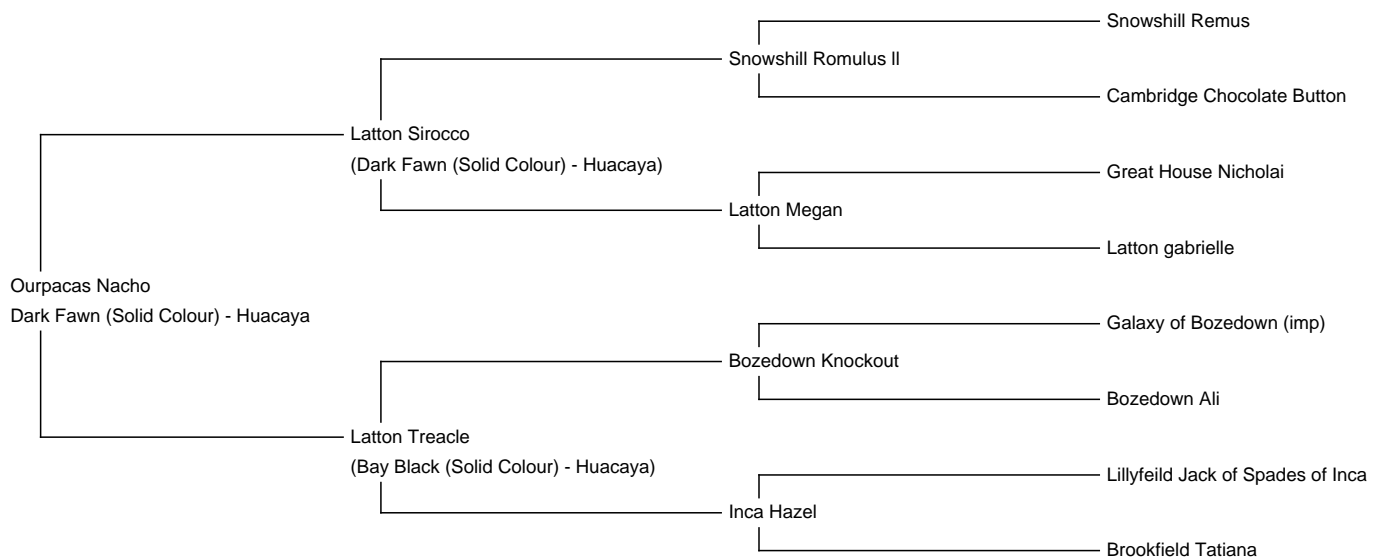 Snowshill Remus
Snowshill Romulus ll
Cambridge Chocolate Button
Latton Sirocco
(Dark Fawn (Solid Colour) - Huacaya)
Great House Nicholai
Latton Megan
Latton gabrielle
Ourpacas Nacho
Dark Fawn (Solid Colour) - Huacaya
Galaxy of Bozedown (imp)
Bozedown Knockout
Bozedown Ali
Latton Treacle
(Bay Black (Solid Colour) - Huacaya)
Lillyfeild Jack of Spades of Inca
Inca Hazel
Brookfield Tatiana